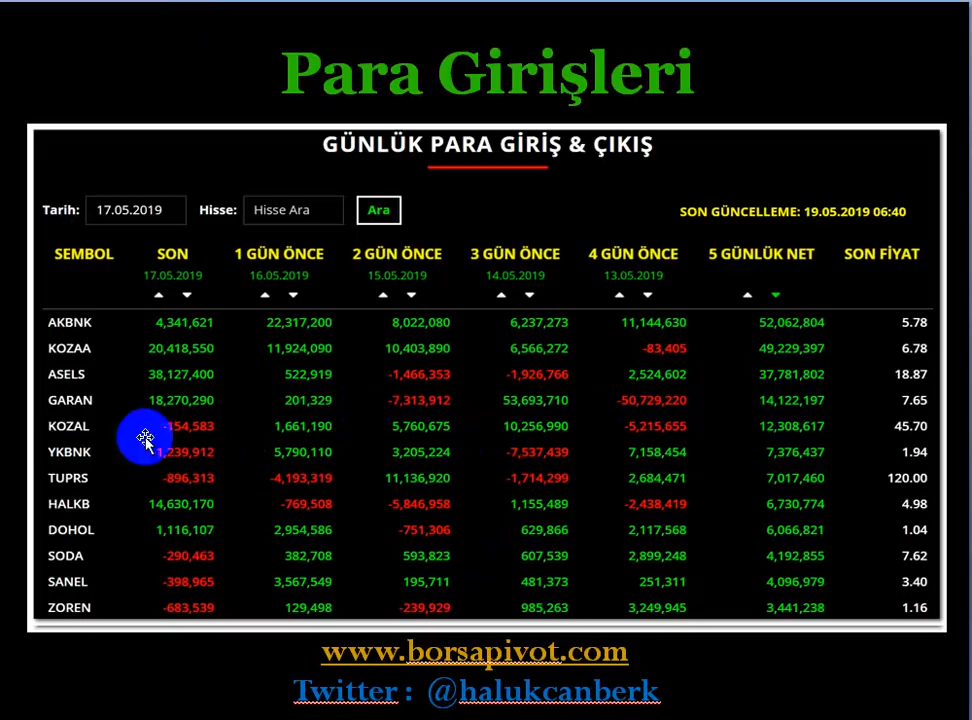 Para Girişleri
GÜNLÜK PARA GİRİŞ & ÇIKIŞ
Tarih: 17.05.2019 Hisse: Hisse Ara Ara SON GÜNCELLEME: 19.05.2019 06:40
SEMBOL SON 1 GÜN ÖNCE 2 GÜN ÖNCE 3 GÜN ÖNCE 4 GÜN ÖNCE 5 GÜNLÜK NET SON FİYAT
17.05.2019 16.05.2019 15.05.2019 14.05.2019 13.05.2019
AKBNK 4,341,621 22,317,200 8,022,080 6,237,273 11,144,630 52,062,804 5.78
KOZAA 20,418,550 11,924,090 10,403,890 6,566,272 -83,405 49,229,397 6.78
ASELS 38,127,400 522,919 -1,466,353 -1,926,766 2,524,602 37,781,802 18.87
GARAN 18,270,290 201,329 -7,313,912 53,693,710 -50,729,220 14,122,197 7.65
KOZAL -154,583 1,661,190 5,760,675 10,256,990 -5,215,655 12,308,617 45.70
YKBNK -1,239,912 5,790,110 3,205,224 -7,537,439 7,158,454 7,376,437 1.94
TUPRS -896,313 -4,193,319 11,136,920 -1,714,299 2,684,471 7,017,460 120.00
HALKB 14,630,170 -769,508 -5,846,958 1,155,489 -2,438,419 6,730,774 4.98
DOHOL 1,116,107 2,954,586 -751,306 629,866 2,117,568 6,066,821 1.04
SODA -290,463 382,708 593,823 607,539 2,899,248 4,192,855 7.62
SANEL -398,965 3,567,549 195,711 481,373 251,311 4,096,979 3.40
ZOREN -683,539 129,498 -239,929 985,263 3,249,945 3,441,238 1.16
www.borsapivot.com
Twitter : @halukcanberk